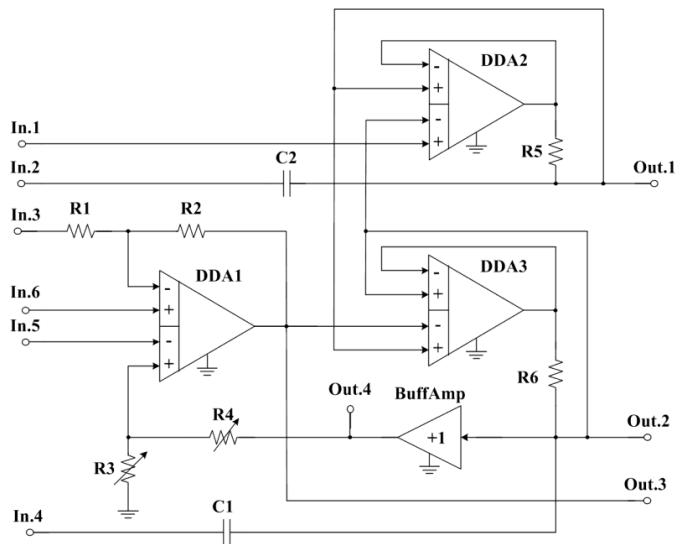 DDA2
-
+
-
+
In.1
R5
C2
In.2
Out.1
R1
R2
In.3
DDA3
-
+
-
+
DDA1
-
+
-
+
In.6
In.5
R6
Out.4
BuffAmp
R4
+1
Out.2
R3
Out.3
C1
In.4